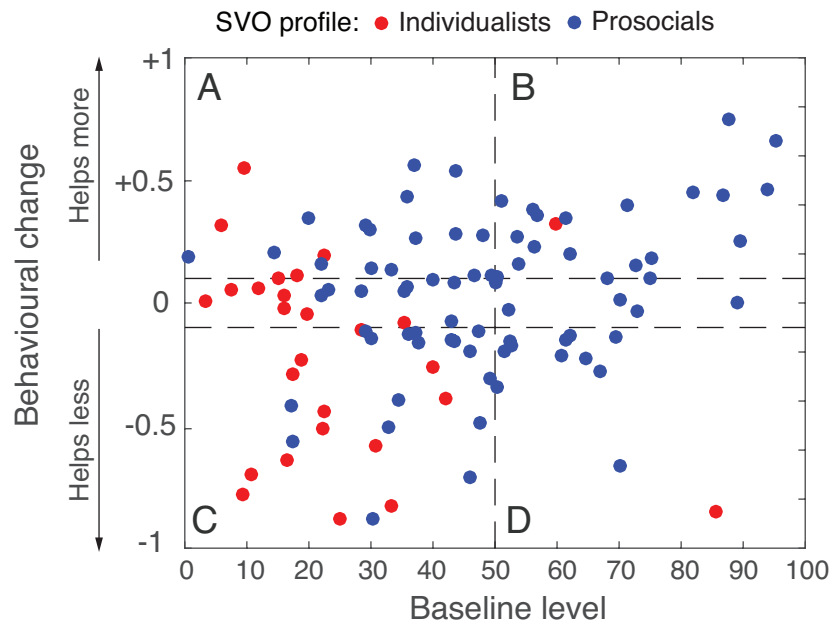 SVO profile: Individualists Prosocials
A
B
C
D
Behavioural change
Helps more
Helps less
+1
+0.5
0
-0.5
-1
0 10 20 30 40 50 60 70 80 90 100
Baseline level